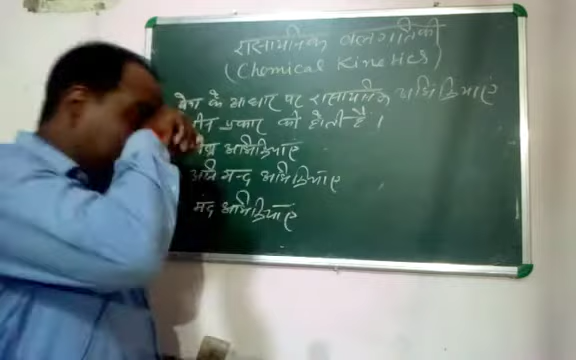 रासायनिक बलगतिकी
(Chemical Kinetics)
वेग के आधार पर रासायनिक अभिक्रियाएं
तीन प्रकार की होती है।
अभिक्रियाएं
अति मन्द अभिक्रियाएं
मंद अभिक्रियाएं